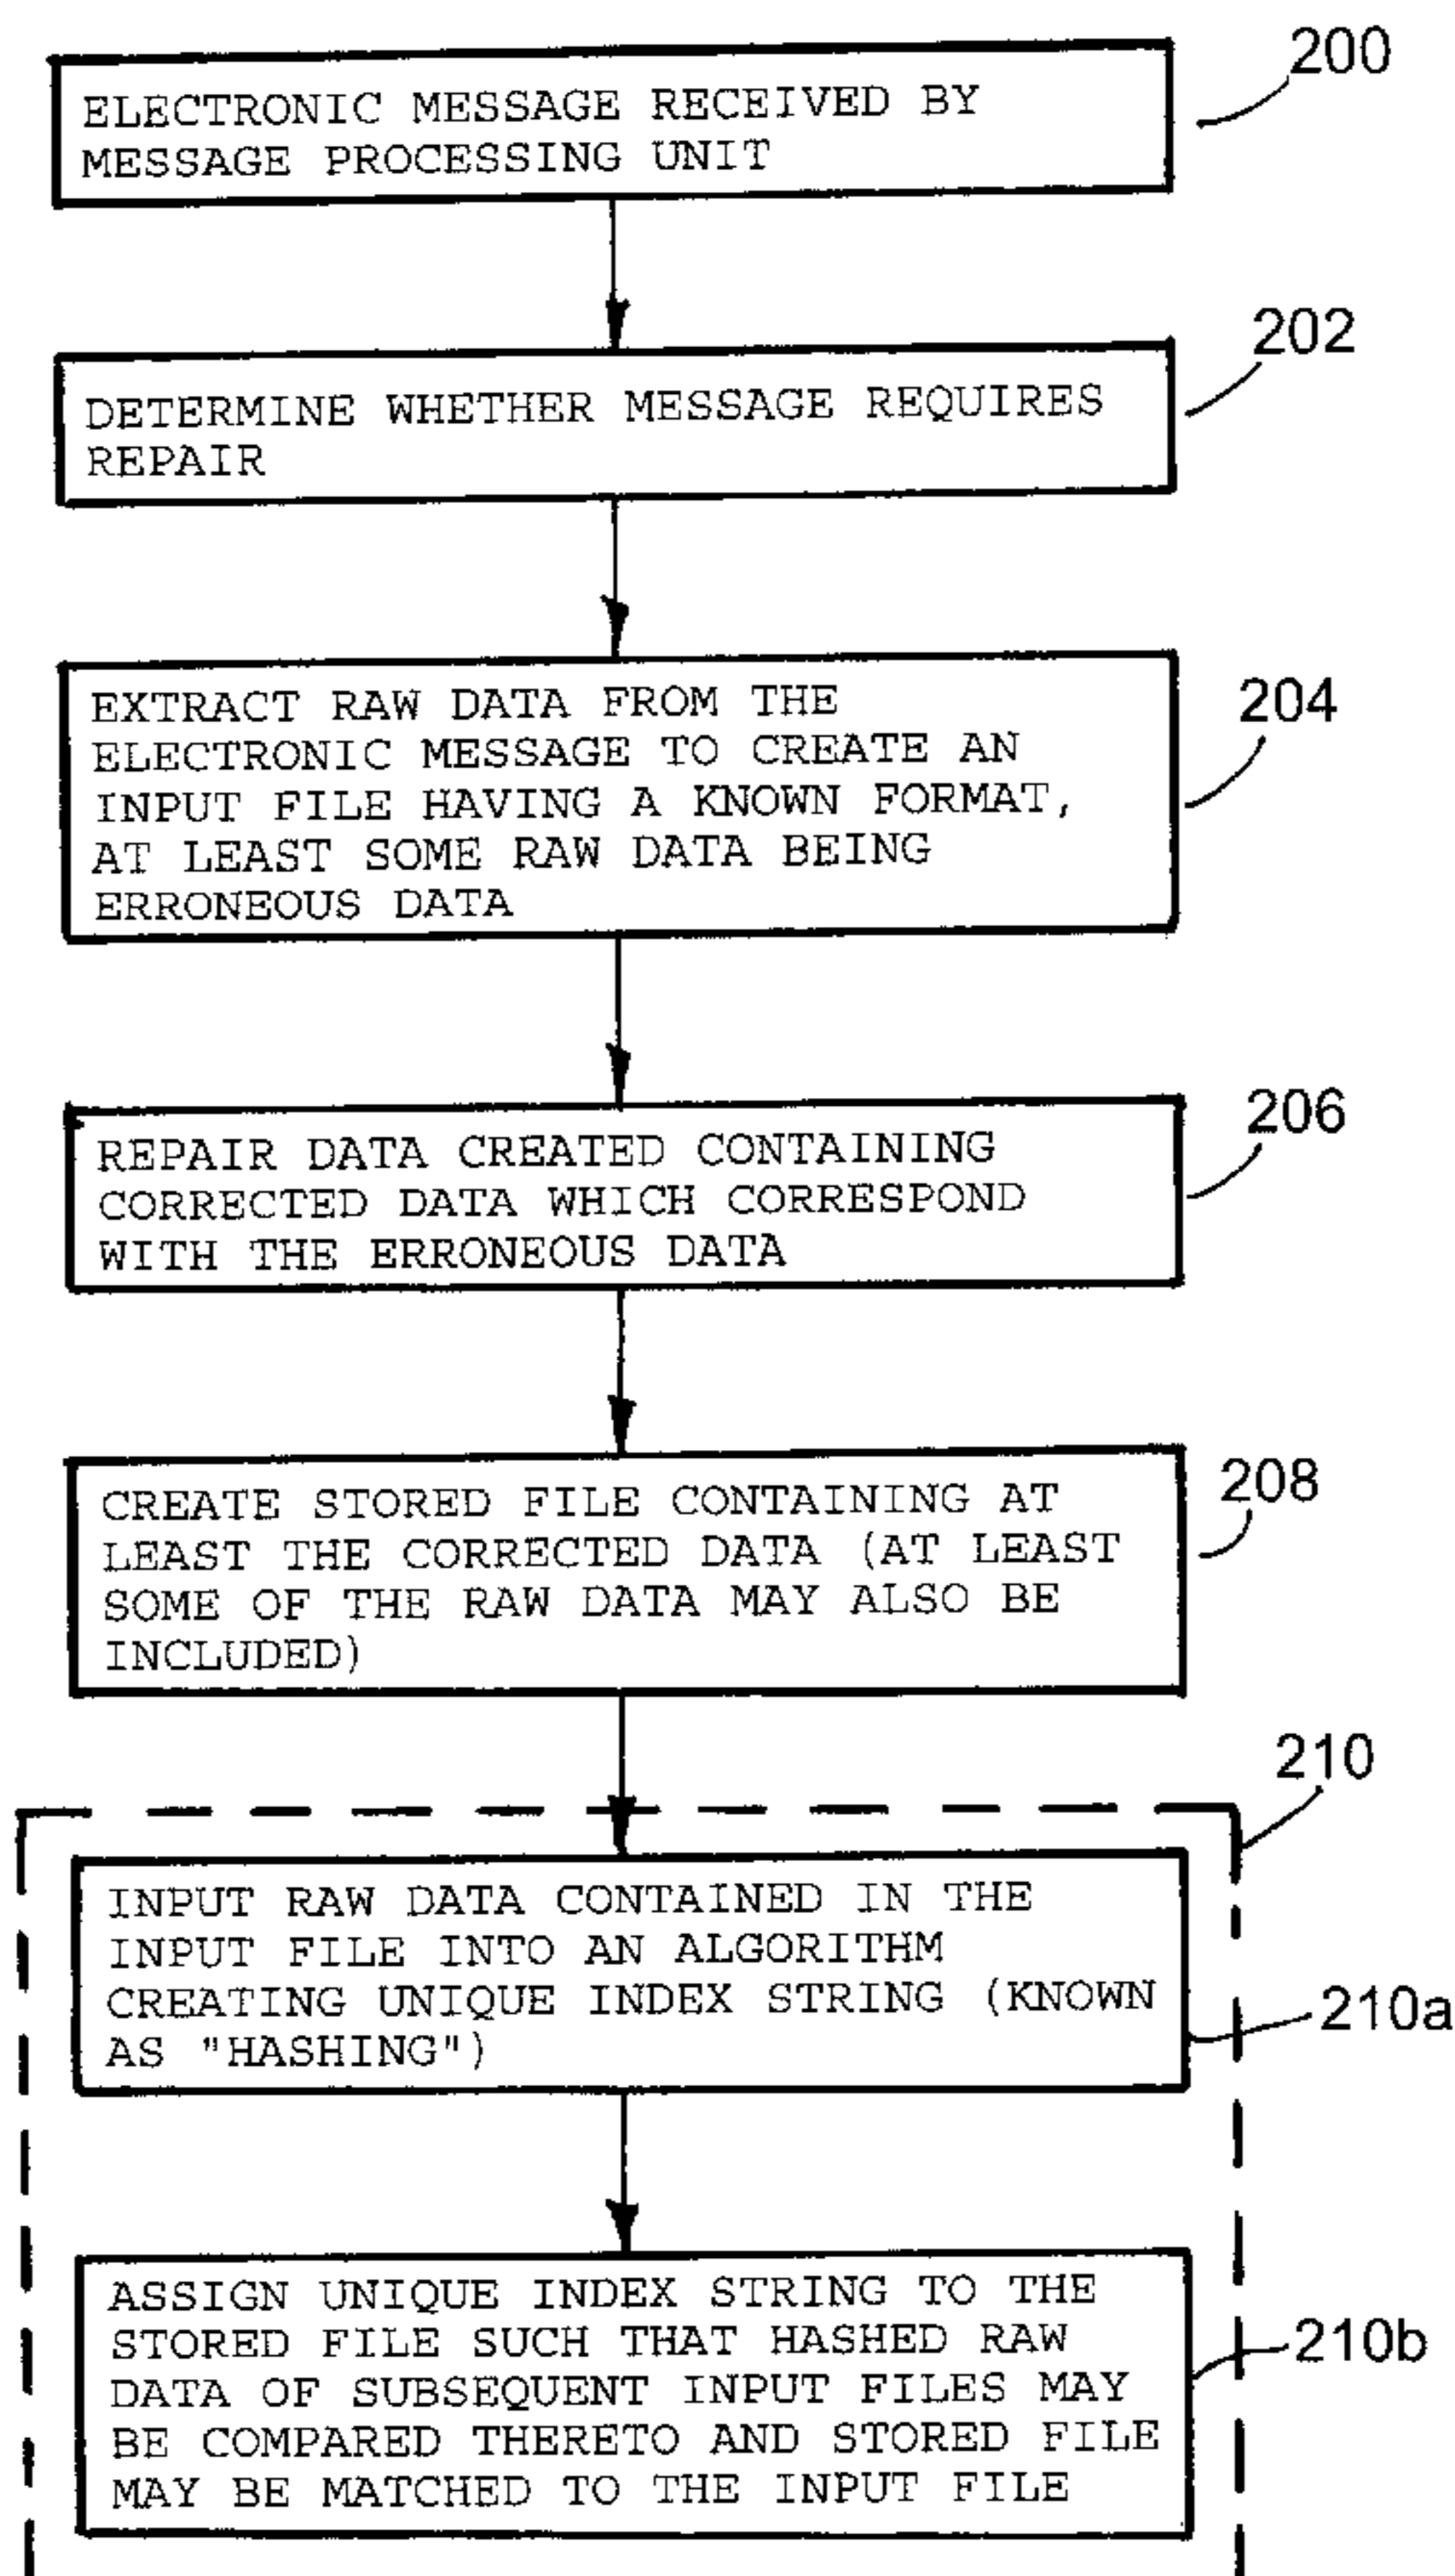 200
ELECTRONIC MESSAGE RECEIVED BY
MESSAGE PROCESSING UNIT
202
DETERMINE WHETHER MESSAGE REQUIRES
REPAIR
204
EXTRACT RAW DATA FROM THE
ELECTRONIC MESSAGE TO CREATE AN
INPUT FILE HAVING A KNOWN FORMAT,
AT LEAST SOME RAW DATA BEING
ERRONEOUS DATA
206
REPAIR DATA CREATED CONTAINING
CORRECTED DATA WHICH CORRESPOND
WITH THE ERRONEOUS DATA
208
CREATE STORED FILE CONTAINING AT
LEAST THE CORRECTED DATA (AT LEAST
SOME OF THE RAW DATA MAY ALSO BE
INCLUDED)
210
INPUT RAW DATA CONTAINED IN THE
INPUT FILE INTO AN ALGORITHM
CREATING UNIQUE INDEX STRING (KNOWN
AS "HASHING")
210a
ASSIGN UNIQUE INDEX STRING TO THE
STORED FILE SUCH THAT HASHED RAW
DATA OF SUBSEQUENT INPUT FILES MAY
BE COMPARED THERETO AND STORED FILE
MAY BE MATCHED TO THE INPUT FILE
210b